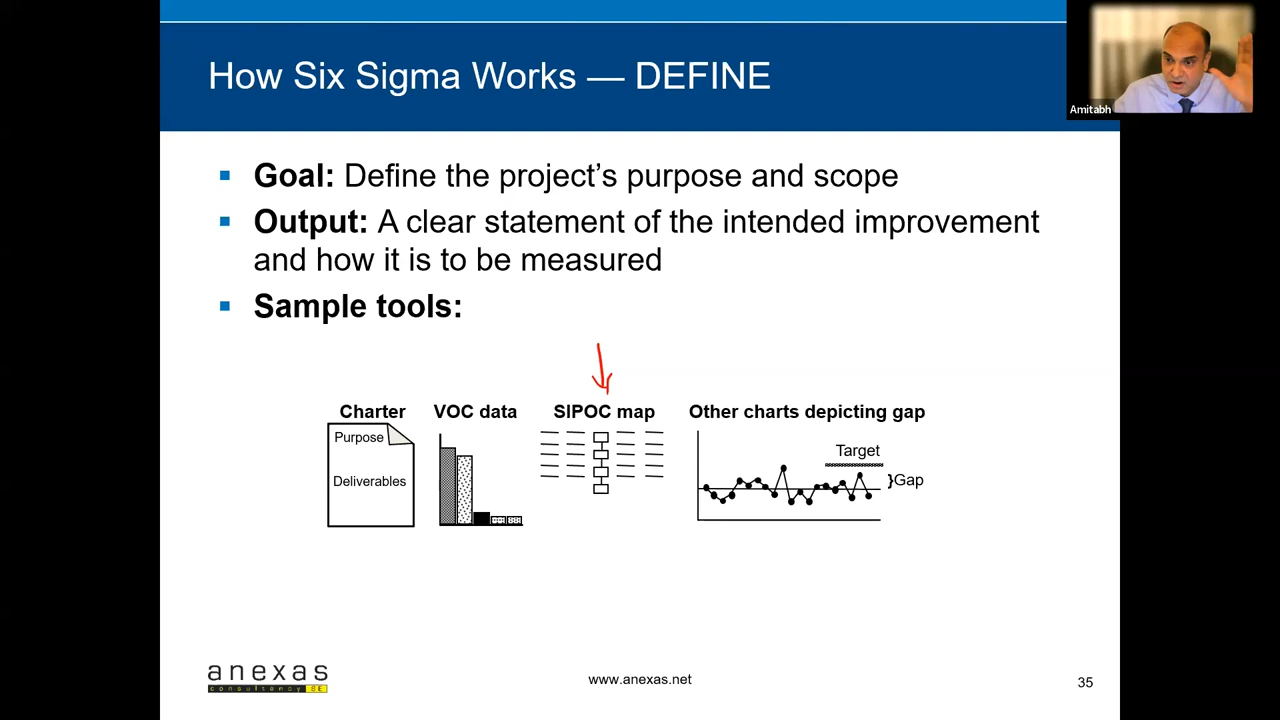 How Six Sigma Works — DEFINE
Amitabh
Goal: Define the project's purpose and scope
Output: A clear statement of the intended improvement
and how it is to be measured
Sample tools:
Charter
VOC data
SIPOC map
Other charts depicting gap
Purpose
Deliverables
Target
}Gap
anexas
consultancy
www.anexas.net
35